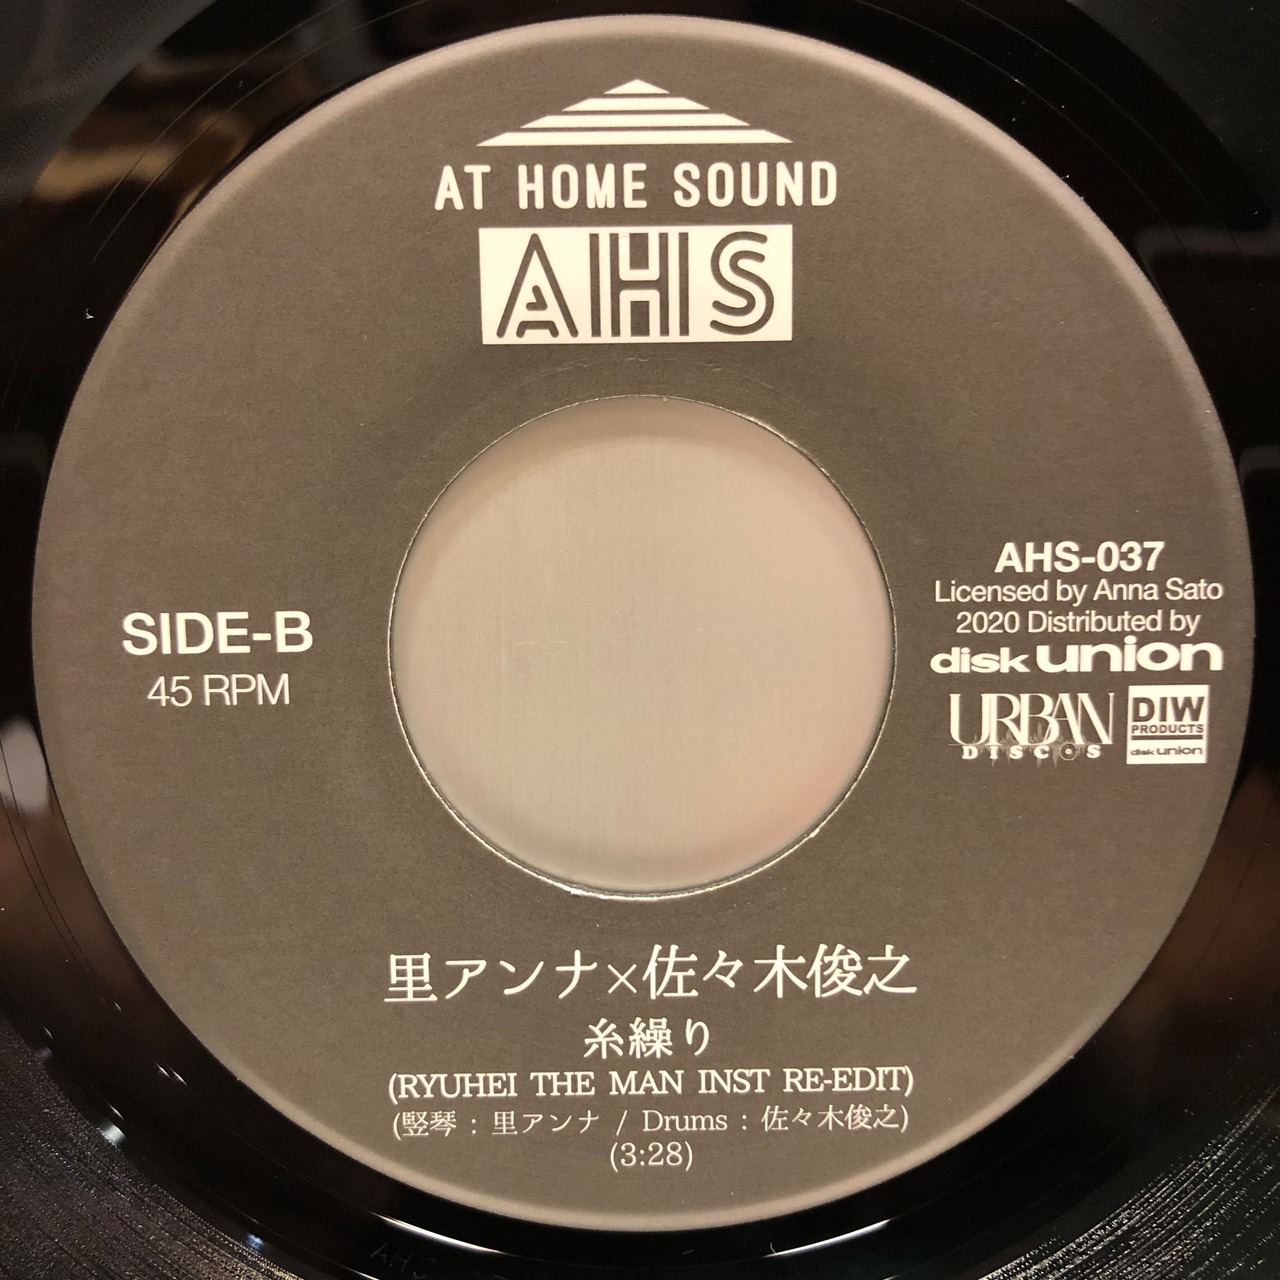 AT HOME SOUND
AHS
SIDE-B
45 RPM
AHS-037
Licensed by Anna Sato
2020 Distributed by
disk union
URBAN
DISCOS
DIW
PRODUCTS
disk union
里アンナ×佐々木俊之
糸繰り
(RYUHEI THE MAN INST RE-EDIT)
(竪琴 : 里アンナ / Drums : 佐々木俊之)
(3:28)